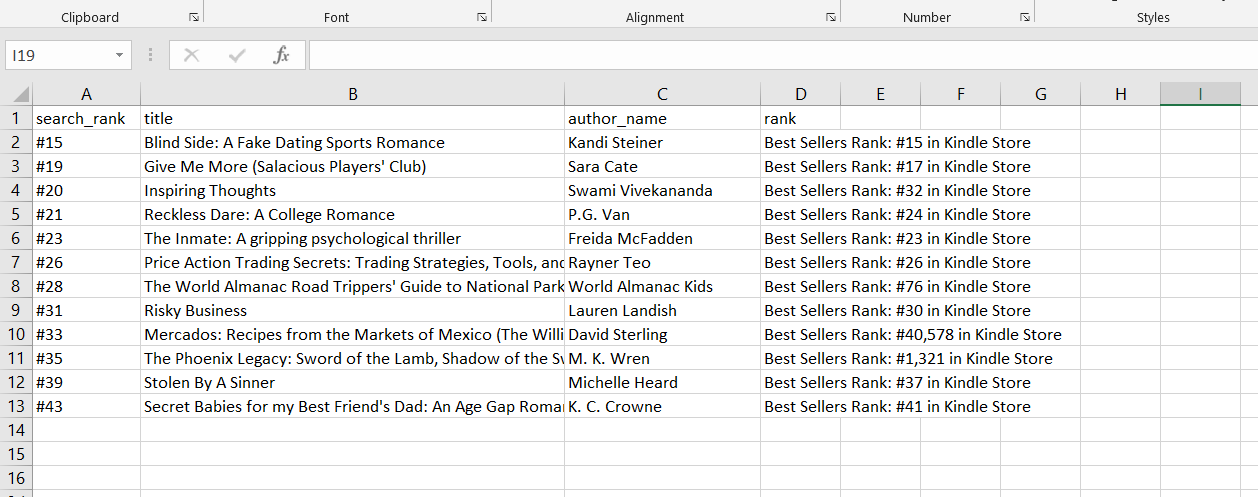 Clipboard Font Alignment Number Styles
I19 fx
A B C D E F G H I
1 search_rank title author_name rank
2 #15 Blind Side: A Fake Dating Sports Romance Kandi Steiner Best Sellers Rank: #15 in Kindle Store
3 #19 Give Me More (Salacious Players' Club) Sara Cate Best Sellers Rank: #17 in Kindle Store
4 #20 Inspiring Thoughts Swami Vivekananda Best Sellers Rank: #32 in Kindle Store
5 #21 Reckless Dare: A College Romance P.G. Van Best Sellers Rank: #24 in Kindle Store
6 #23 The Inmate: A gripping psychological thriller Freida McFadden Best Sellers Rank: #23 in Kindle Store
7 #26 Price Action Trading Secrets: Trading Strategies, Tools, and Rayner Teo Best Sellers Rank: #26 in Kindle Store
8 #28 The World Almanac Road Trippers' Guide to National Park World Almanac Kids Best Sellers Rank: #76 in Kindle Store
9 #31 Risky Business Lauren Landish Best Sellers Rank: #30 in Kindle Store
10 #33 Mercados: Recipes from the Markets of Mexico (The Willi David Sterling Best Sellers Rank: #40,578 in Kindle Store
11 #35 The Phoenix Legacy: Sword of the Lamb, Shadow of the M. K. Wren Best Sellers Rank: #1,321 in Kindle Store
12 #39 Stolen By A Sinner Michelle Heard Best Sellers Rank: #37 in Kindle Store
13 #43 Secret Babies for my Best Friend's Dad: An Age Gap Roma K. C. Crowne Best Sellers Rank: #41 in Kindle Store
14
15
16